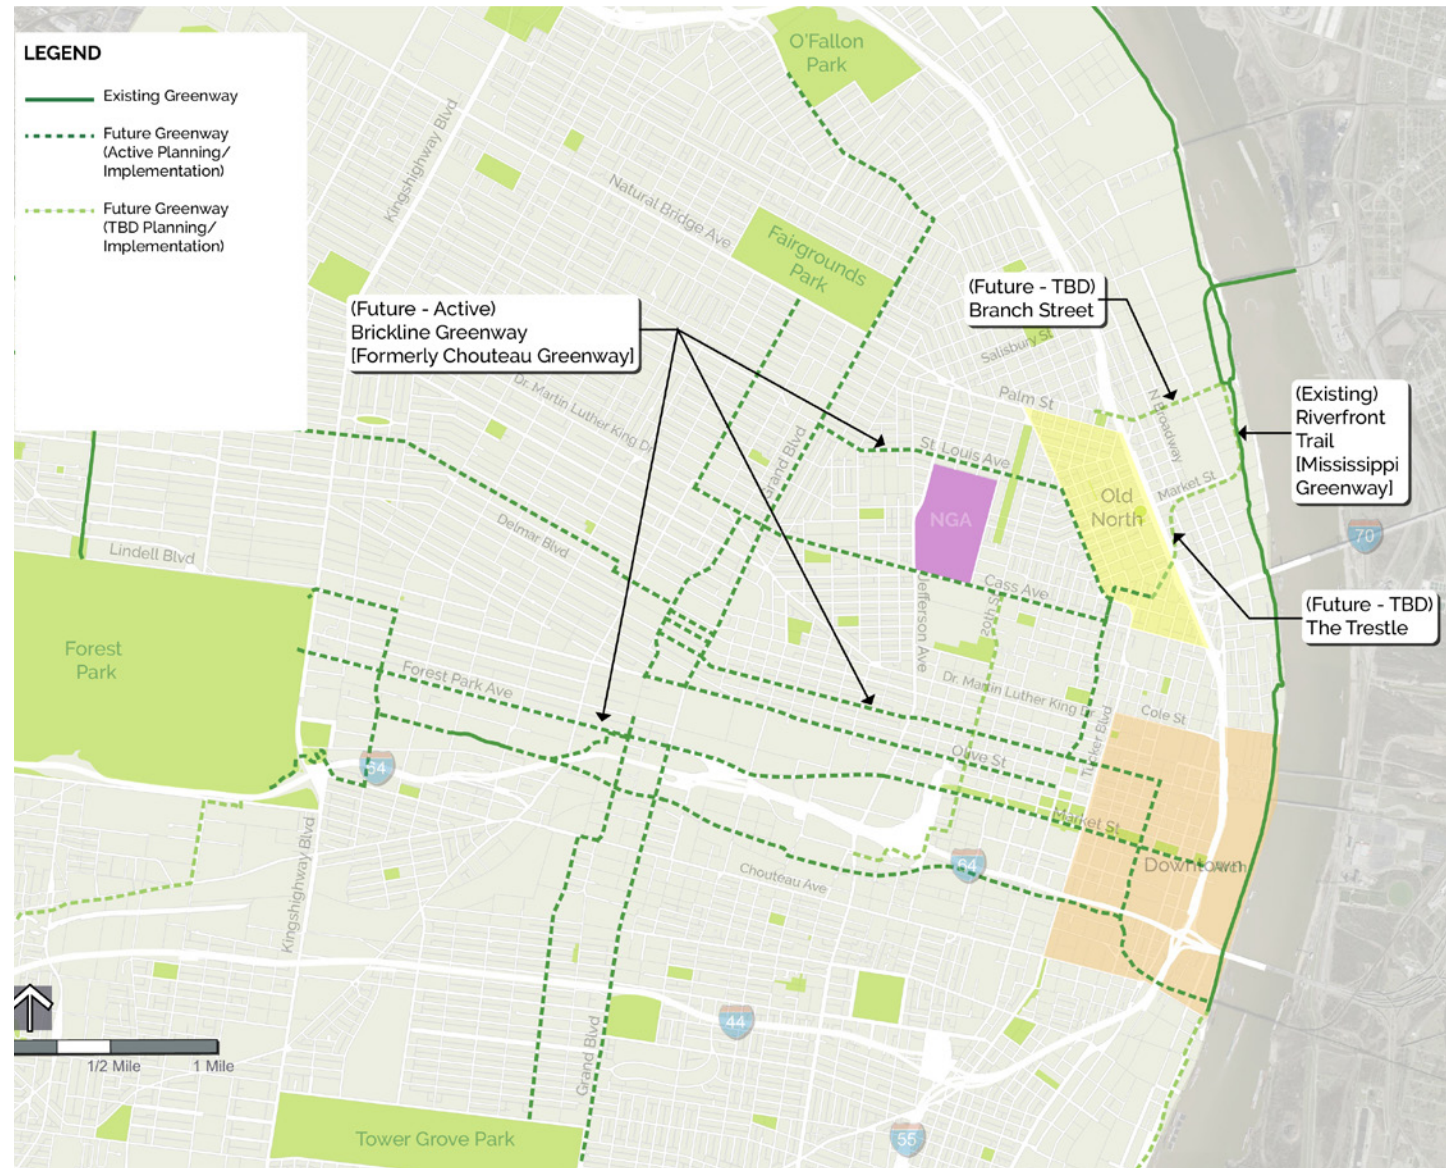 LEGEND
Existing Greenway
Future Greenway
(Active Planning/
Implementation)
Future Greenway
(TBD Planning/
Implementation)
O'Fallon
Park
Kingshighway Blvd
Natural Bridge Ave
Fairgrounds
Park
(Future - Active)
Brickline Greenway
[Formerly Chouteau Greenway]
(Future - TBD)
Branch Street
Salisbury St
Palm St
N Broadway
(Existing)
Riverfront
Trail
[Mississippi
Greenway]
Dr. Martin Luther King Dr
Grand Blvd
St. Louis Ave
Market St
Old
North
NGA
70
Delmar Blvd
Lindell Blvd
Cass Ave
Jefferson Ave
20th St
(Future - TBD)
The Trestle
Forest
Park
Forest Park Ave
Dr. Martin Luther King Dr
Cole St
Tucker Blvd
Olive St
64
Market St
Downtown
Arch
64
Chouteau Ave
Kingshighway Blvd
44
Grand Blvd
1/2 Mile
1 Mile
Tower Grove Park
55